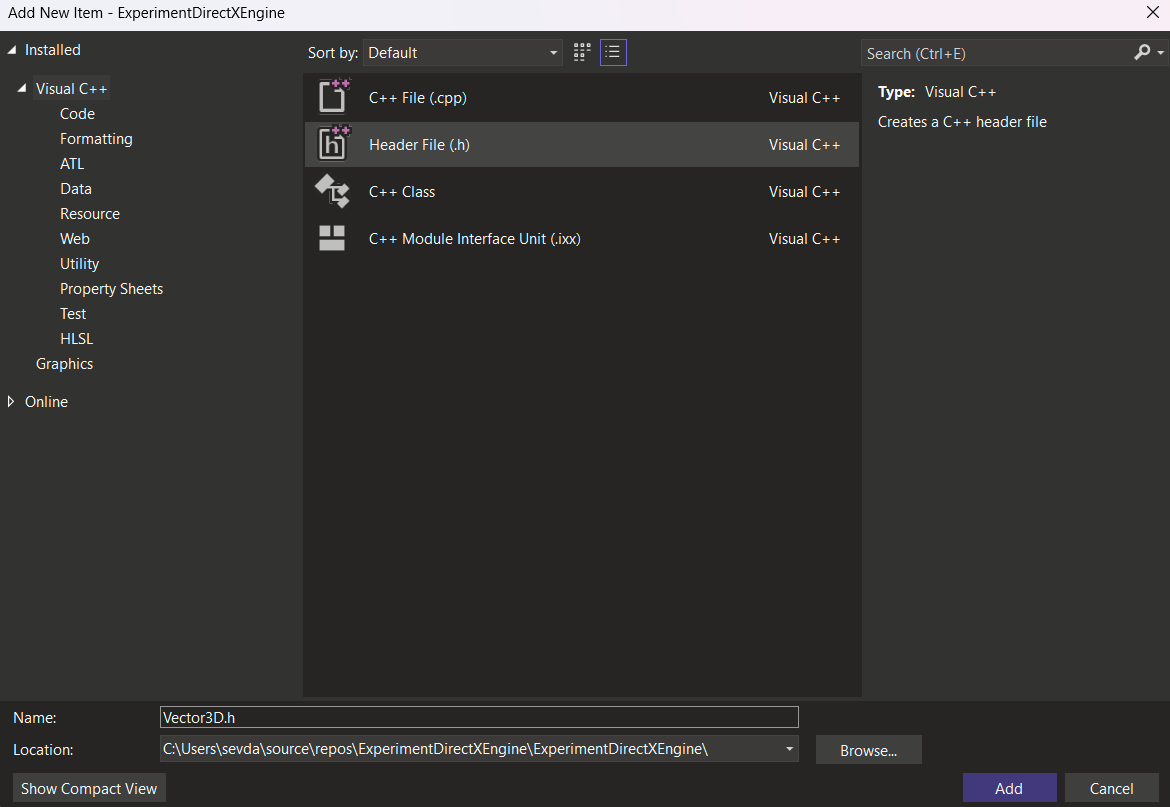 Add New Item - ExperimentDirectXEngine
Installed
Visual C++
Code
Formatting
ATL
Data
Resource
Web
Utility
Property Sheets
Test
HLSL
Graphics
Online
Sort by: Default
C++ File (.cpp) Visual C++
Header File (.h) Visual C++
C++ Class Visual C++
C++ Module Interface Unit (.ixx) Visual C++
Search (Ctrl+E)
Type: Visual C++
Creates a C++ header file
Name: Vector3D.h
Location: C:\Users\sevda\source\repos\ExperimentDirectXEngine\ExperimentDirectXEngine\ Browse...
Show Compact View Add Cancel